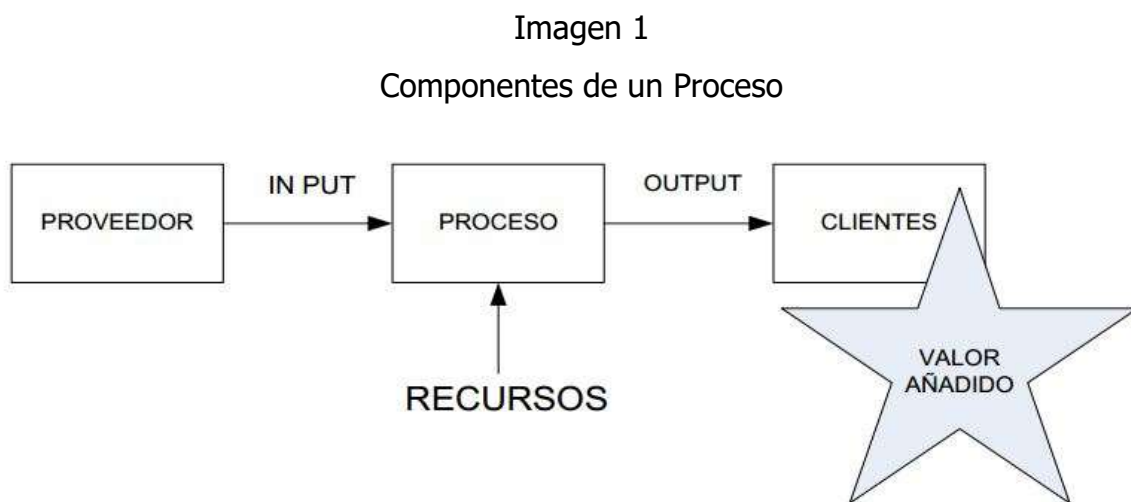 Imagen 1
Componentes de un Proceso
PROVEEDOR
IN PUT
PROCESO
OUTPUT
CLIENTES
RECURSOS
VALOR
AÑADIDO